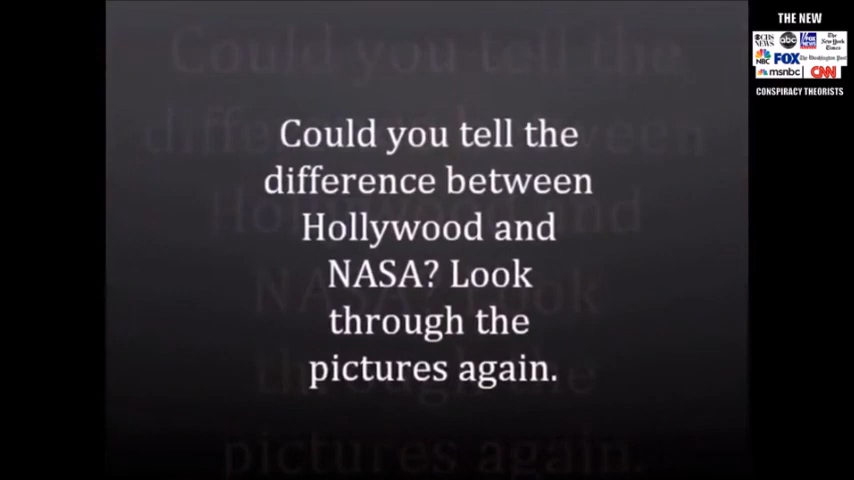 Could you tell the
difference between
Hollywood and
NASA? Look
through the
pictures again.
THE NEW
CBS NEWS abc FOX NEWS The New York Times
NBC FOX The Washington Post
msnbc CNN
CONSPIRACY THEORISTS